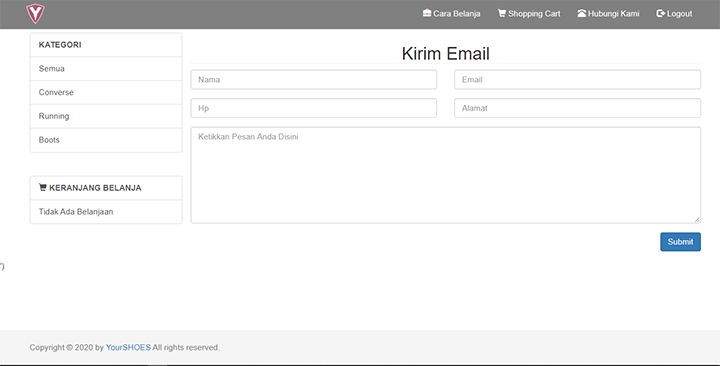 Cara Belanja Shopping Cart Hubungi Kami Logout
KATEGORI
Semua
Converse
Running
Boots
KERANJANG BELANJA
Tidak Ada Belanjaan
Kirim Email
Nama Email
Hp Alamat
Ketikkan Pesan Anda Disini
Submit
')
Copyright © 2020 by YourSHOES All rights reserved.